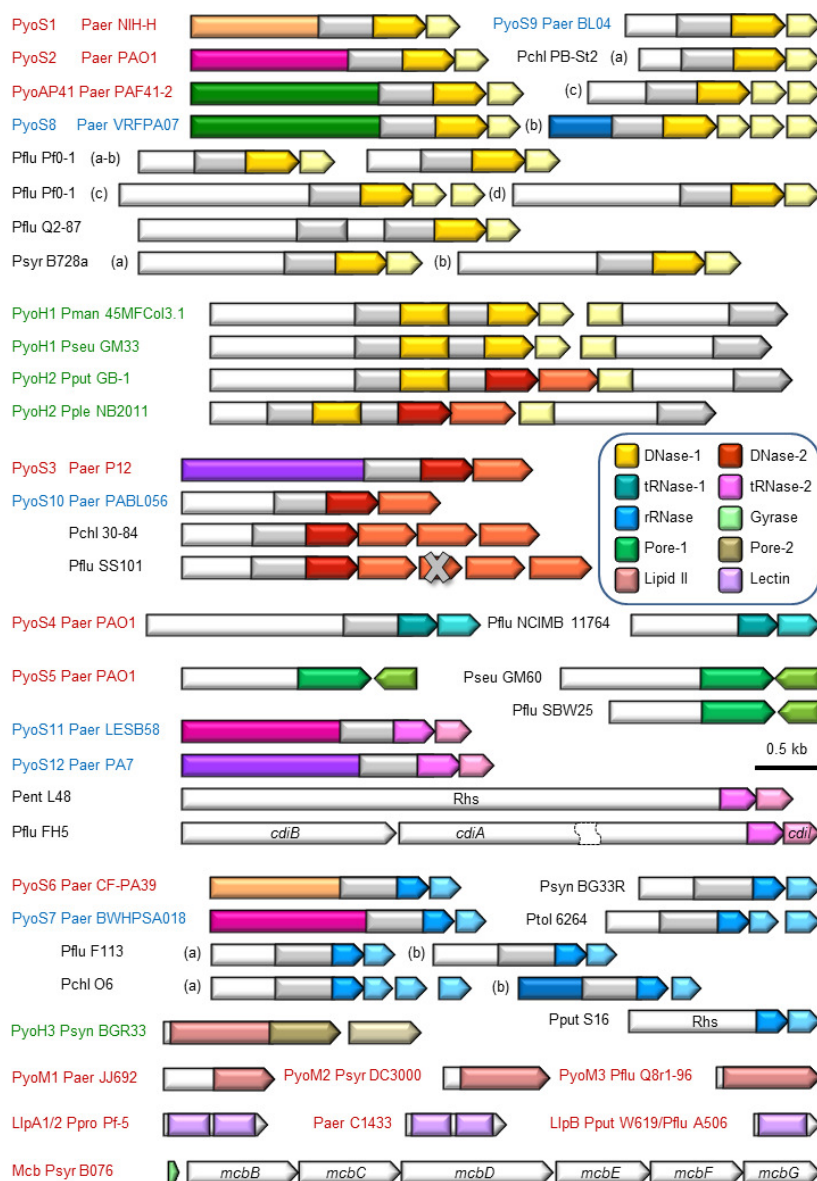 PyoS1 Paer NIH-H
PyoS9 Paer BL04
PyoS2 Paer PAO1
Pchl PB-St2 (a)
PyoAP41 Paer PAF41-2
(c)
PyoS8 Paer VRFPA07
(b)
Pflu Pf0-1 (a-b)
Pflu Pf0-1 (c)
(d)
Pflu Q2-87
Psyr B728a (a)
(b)
PyoH1 Pman 45MFCol3.1
PyoH1 Pseu GM33
PyoH2 Pput GB-1
PyoH2 Pple NB2011
DNase-1 DNase-2
tRNase-1 tRNase-2
rRNase Gyrase
Pore-1 Pore-2
Lipid II Lectin
PyoS3 Paer P12
PyoS10 Paer PABL056
Pchl 30-84
Pflu SS101
PyoS4 Paer PAO1
Pflu NCIMB 11764
PyoS5 Paer PAO1
Pseu GM60
Pflu SBW25
PyoS11 Paer LESB58
0.5 kb
PyoS12 Paer PA7
Pent L48
Rhs
Pflu FH5
cdiB cdiA cdiI
PyoS6 Paer CF-PA39
Psyn BG33R
PyoS7 Paer BWHPSA018
Ptol 6264
Pflu F113 (a)
(b)
Pchl O6 (a)
(b)
Pput S16
Rhs
PyoH3 Psyn BGR33
PyoM1 Paer JJ692
PyoM2 Psyr DC3000
PyoM3 Pflu Q8r1-96
LlpA1/2 Ppro Pf-5
Paer C1433
LlpB Pput W619/Pflu A506
Mcb Psyr B076
mcbB mcbC mcbD mcbE mcbF mcbG